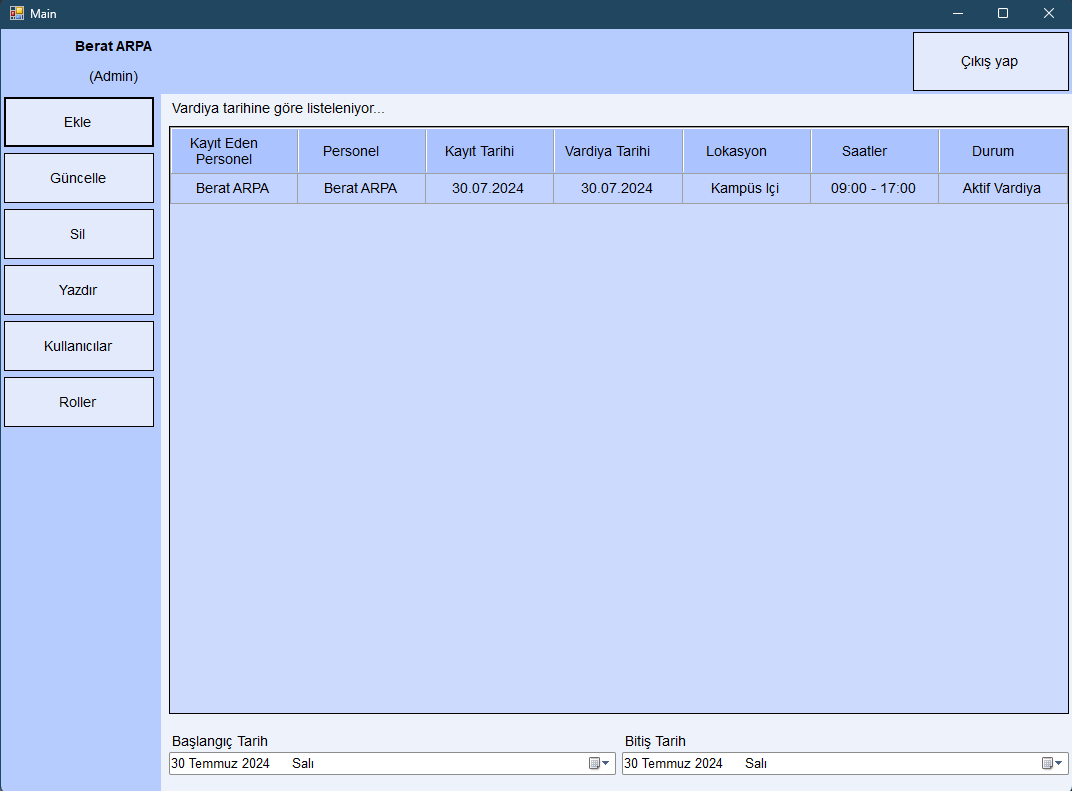 Main
Berat ARPA
(Admin)
Çıkış yap
Ekle
Güncelle
Sil
Yazdır
Kullanıcılar
Roller
Vardiya tarihine göre listeleniyor...
Kayıt Eden Personel Personel Kayıt Tarihi Vardiya Tarihi Lokasyon Saatler Durum
Berat ARPA Berat ARPA 30.07.2024 30.07.2024 Kampüs Içi 09:00 - 17:00 Aktif Vardiya
Başlangıç Tarih Bitiş Tarih
30 Temmuz 2024 Salı 30 Temmuz 2024 Salı